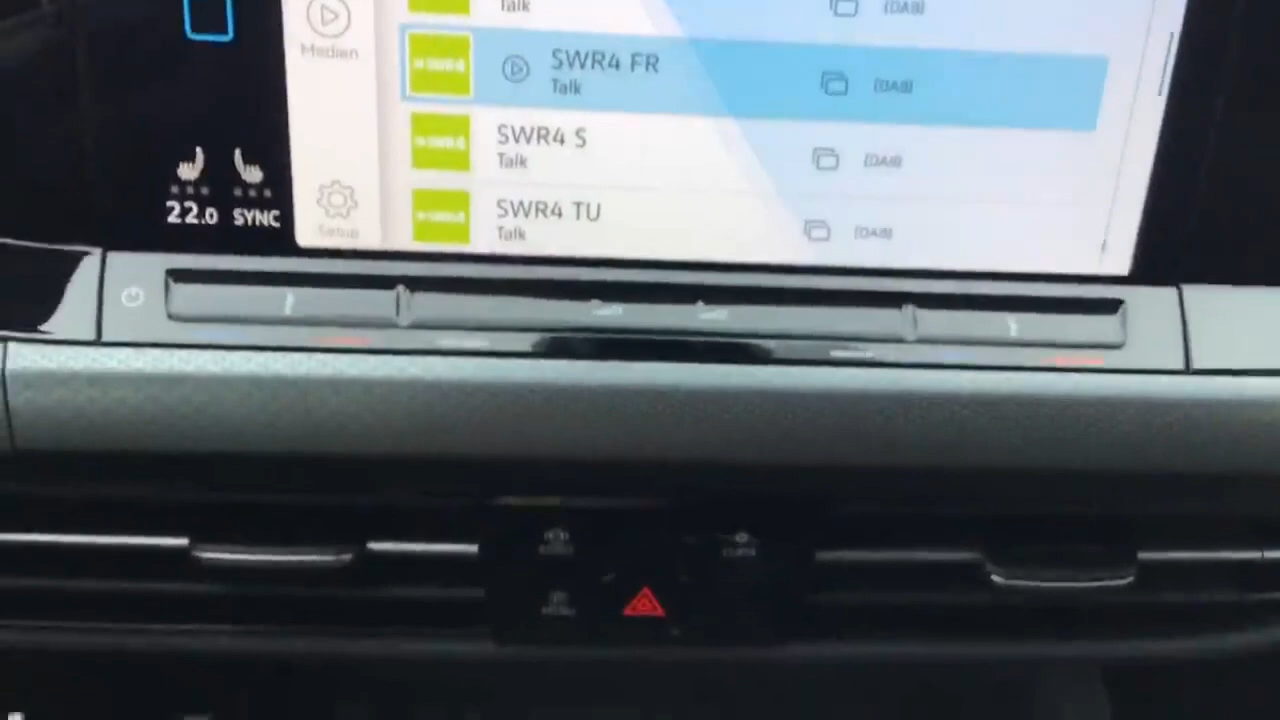 Talk
(DAB)
Medien
SWR4 FR
Talk
(DAB)
SWR4 S
Talk
(DAB)
SWR4 TU
Talk
(DAB)
Setup
22.0 SYNC